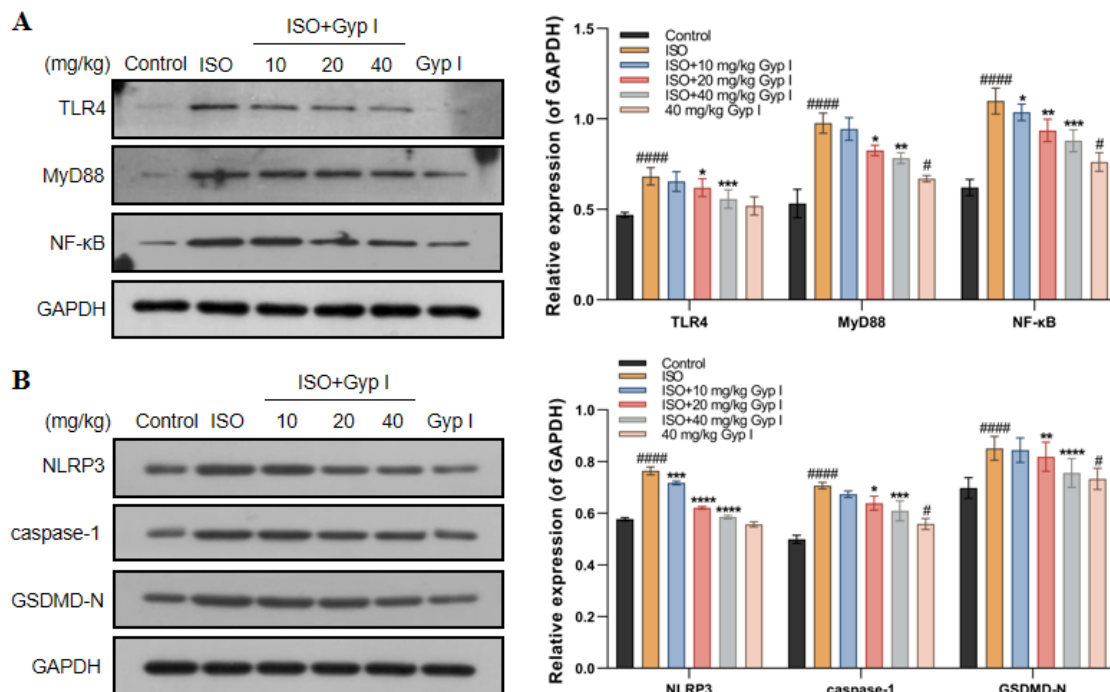 A
ISO+Gyp I
(mg/kg) Control ISO 10 20 40 Gyp I
TLR4
MyD88
NF-κB
GAPDH
Relative expression (of GAPDH)
1.5
1.0
0.5
0.0
Control
ISO
ISO+10 mg/kg Gyp I
ISO+20 mg/kg Gyp I
ISO+40 mg/kg Gyp I
40 mg/kg Gyp I
#### * ***
#### * ** #
#### * ** *** #
TLR4 MyD88 NF-κB
B
ISO+Gyp I
(mg/kg) Control ISO 10 20 40 Gyp I
NLRP3
caspase-1
GSDMD-N
GAPDH
Relative expression (of GAPDH)
1.0
0.8
0.6
0.4
0.2
0.0
Control
ISO
ISO+10 mg/kg Gyp I
ISO+20 mg/kg Gyp I
ISO+40 mg/kg Gyp I
40 mg/kg Gyp I
#### *** **** ****
#### * *** #
#### ** **** #
NLRP3 caspase-1 GSDMD-N